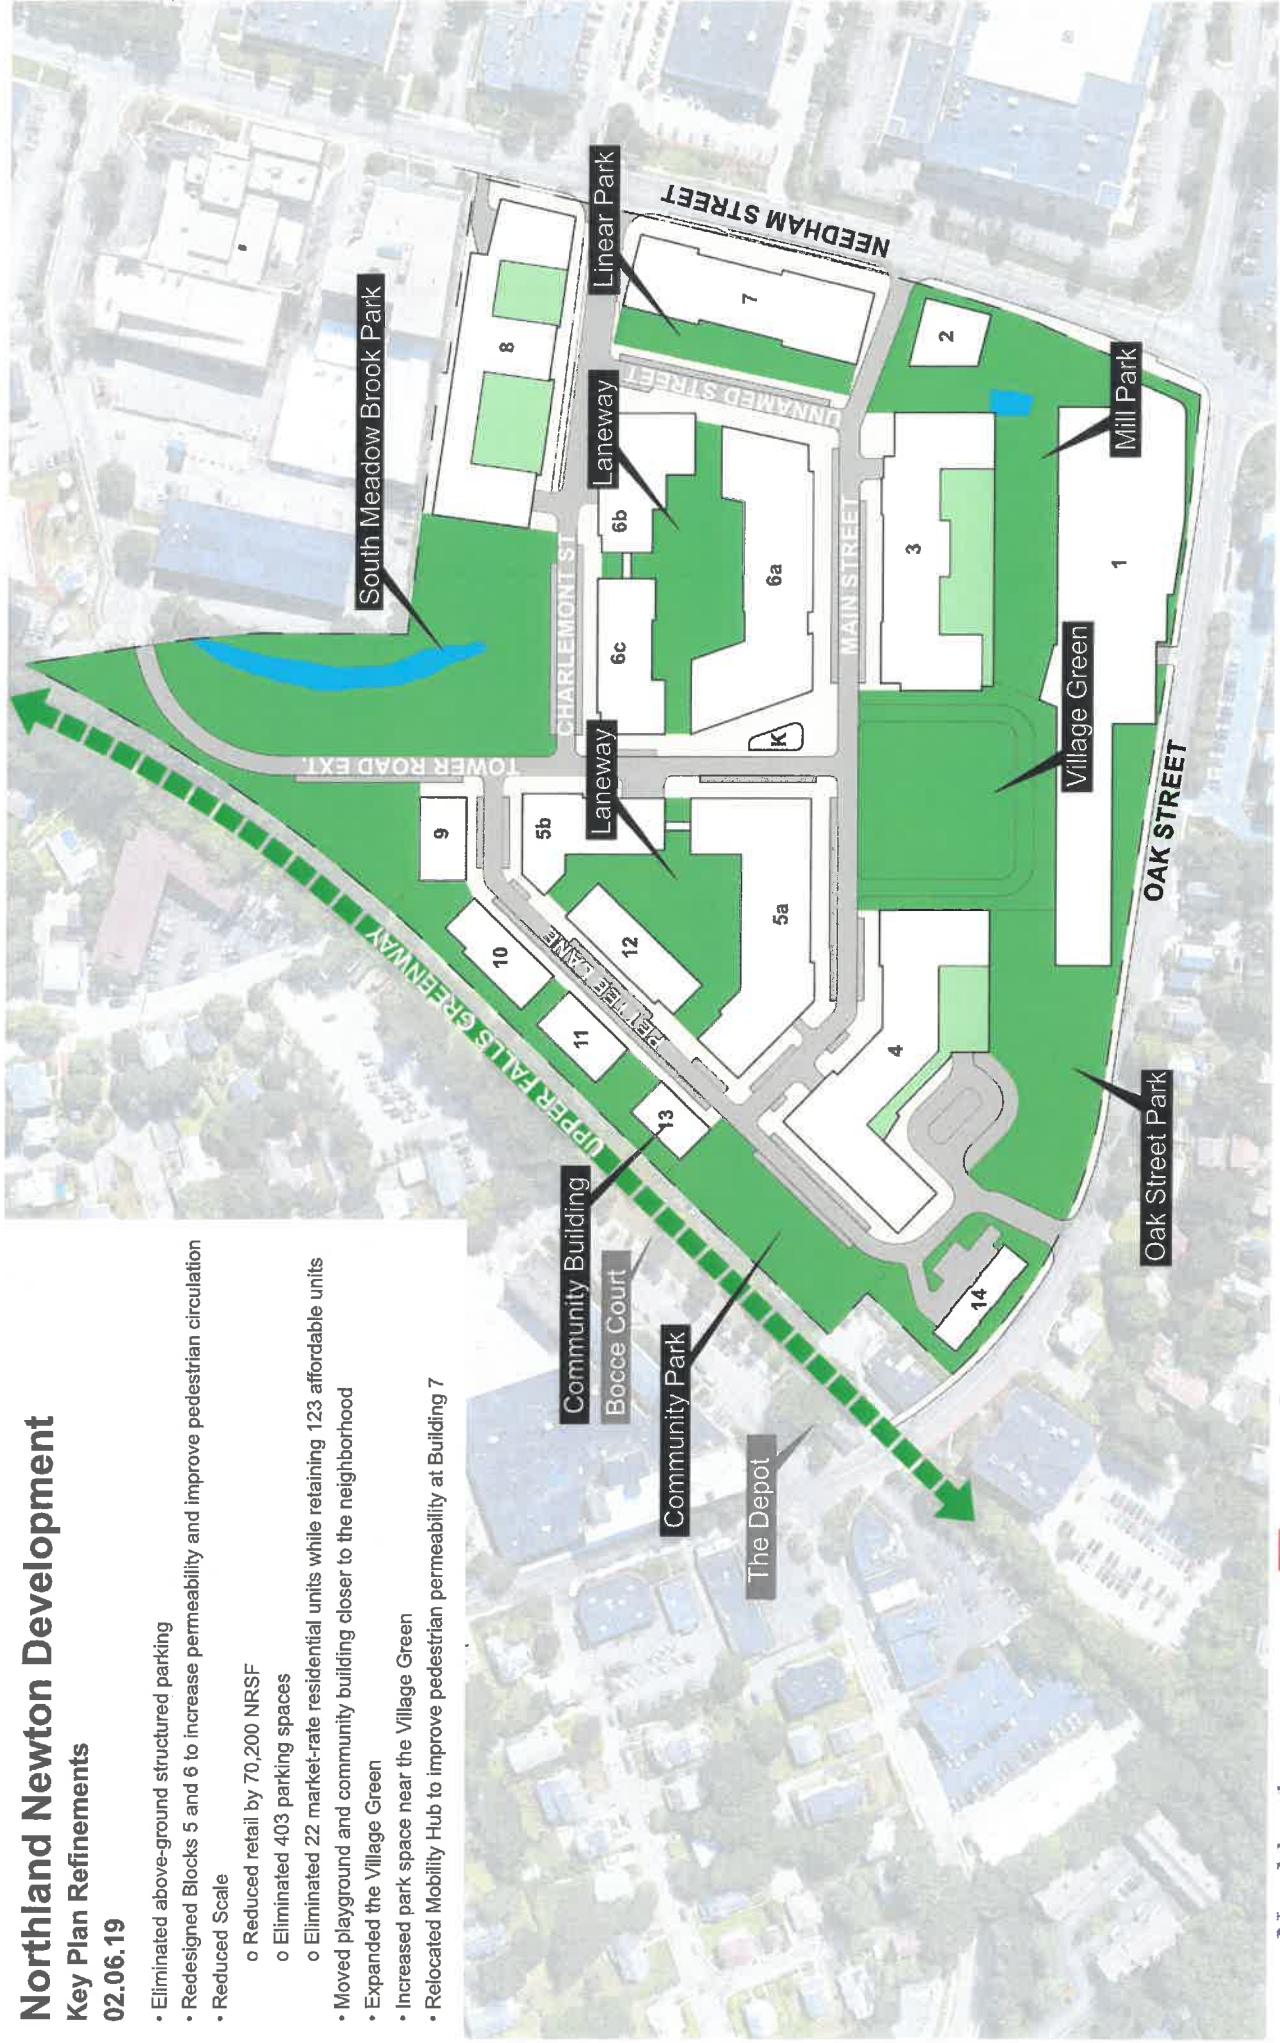 Northland Newton Development
Key Plan Refinements
02.06.19
• Eliminated above-ground structured parking
• Redesigned Blocks 5 and 6 to increase permeability and improve pedestrian circulation
• Reduced Scale
o Reduced retail by 70,200 NRSF
o Eliminated 403 parking spaces
o Eliminated 22 market-rate residential units while retaining 123 affordable units
• Moved playground and community building closer to the neighborhood
• Expanded the Village Green
• Increased park space near the Village Green
• Relocated Mobility Hub to improve pedestrian permeability at Building 7
South Meadow Brook Park
Linear Park
Laneway
Laneway
NEEDHAM STREET
UNNAMED STREET
CHARLEMONT ST
MAIN STREET
TOWER ROAD EXT.
PETTEE LANE
UPPER FALLS GREENWAY
Community Building
Bocce Court
Community Park
The Depot
Village Green
Mill Park
Oak Street Park
OAK STREET
8
7
2
6b
6c
6a
3
1
K
9
5b
5a
10
12
11
13
4
14